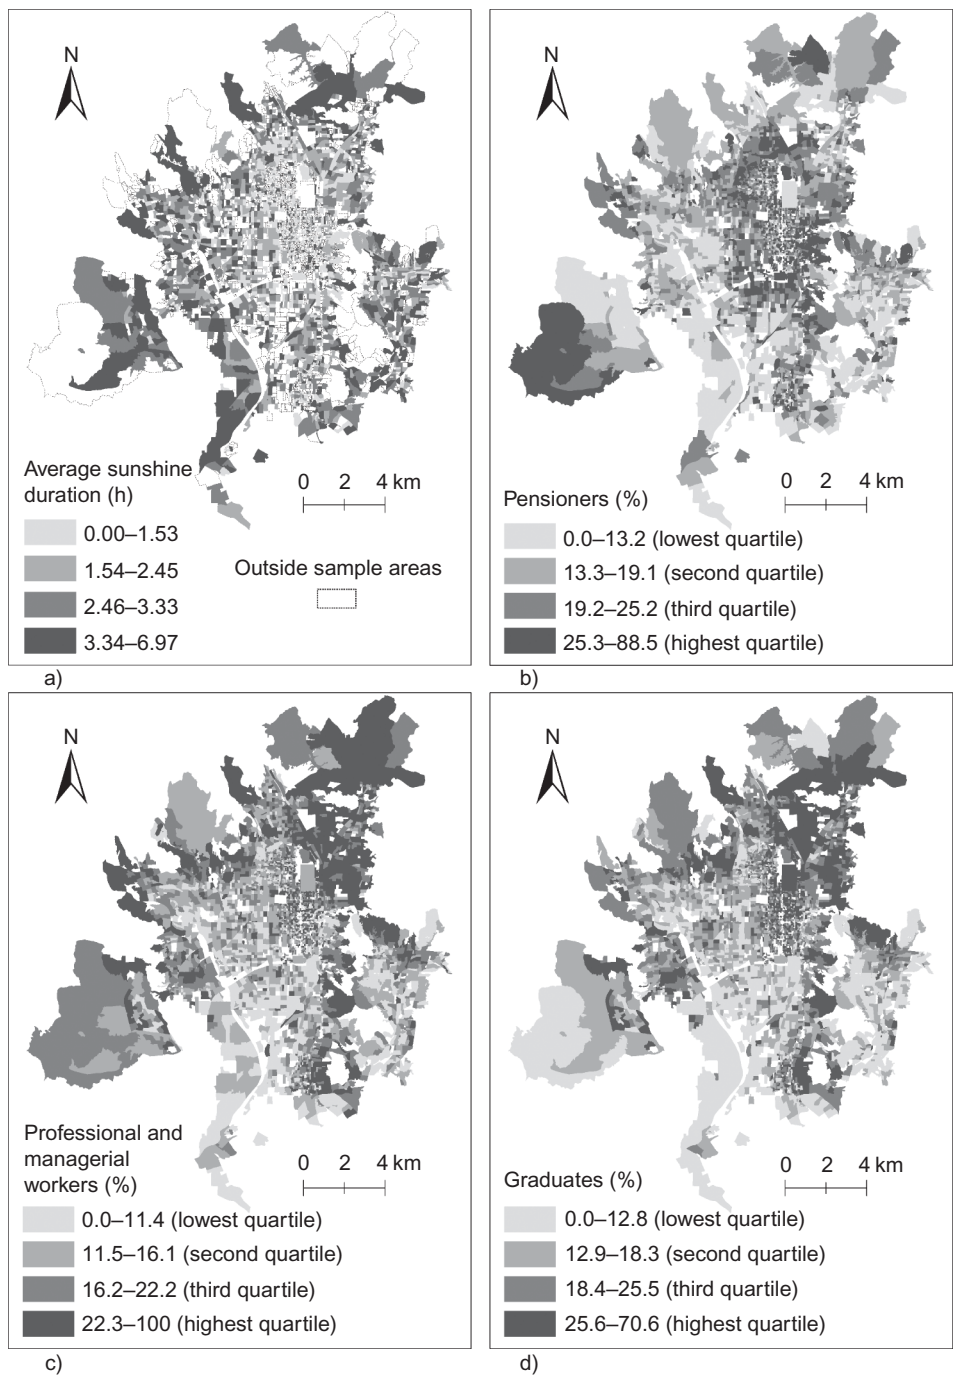 N
Average sunshine
duration (h)
0.00–1.53
1.54–2.45
2.46–3.33
3.34–6.97
0 2 4 km
Outside sample areas
a)
N
0 2 4 km
Pensioners (%)
0.0–13.2 (lowest quartile)
13.3–19.1 (second quartile)
19.2–25.2 (third quartile)
25.3–88.5 (highest quartile)
b)
N
Professional and
managerial
workers (%)
0 2 4 km
0.0–11.4 (lowest quartile)
11.5–16.1 (second quartile)
16.2–22.2 (third quartile)
22.3–100 (highest quartile)
c)
N
0 2 4 km
Graduates (%)
0.0–12.8 (lowest quartile)
12.9–18.3 (second quartile)
18.4–25.5 (third quartile)
25.6–70.6 (highest quartile)
d)